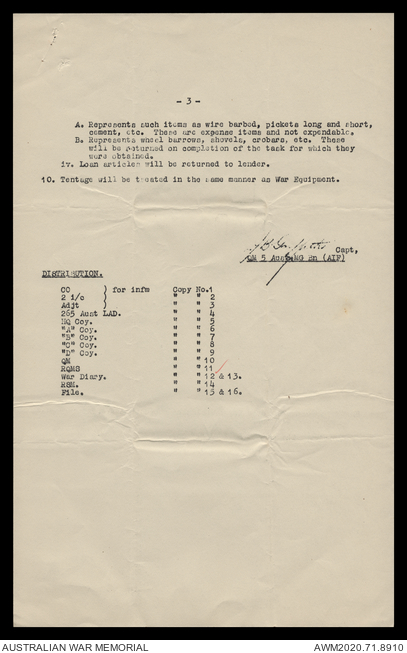 - 3 -
A. Represents such items as wire barbed, pickets long and short,
cement, etc. These are expense items and not expendable.
B. Represents wheel barrows, shovels, crobars, etc. These
will be returned on completion of the task for which they
were obtained.
iv. Loan articles will be returned to lender.
10. Tentage will be treated in the same manner as War Equipment.
Capt,
QM 5 Aust MG Bn (AIF)
DISTRIBUTION.
CO ) for infm Copy No.1
2 i/c ) " " 2
Adjt ) " " 3
265 Aust LAD. " " 4
HQ Coy. " " 5
"A" Coy. " " 6
"B" Coy. " " 7
"C" Coy. " " 8
"D" Coy. " " 9
QM " " 10
RQMS " " 11
War Diary. " " 12 & 13.
RSM. " " 14
File. " " 15 & 16.
AUSTRALIAN WAR MEMORIAL
AWM2020.71.8910